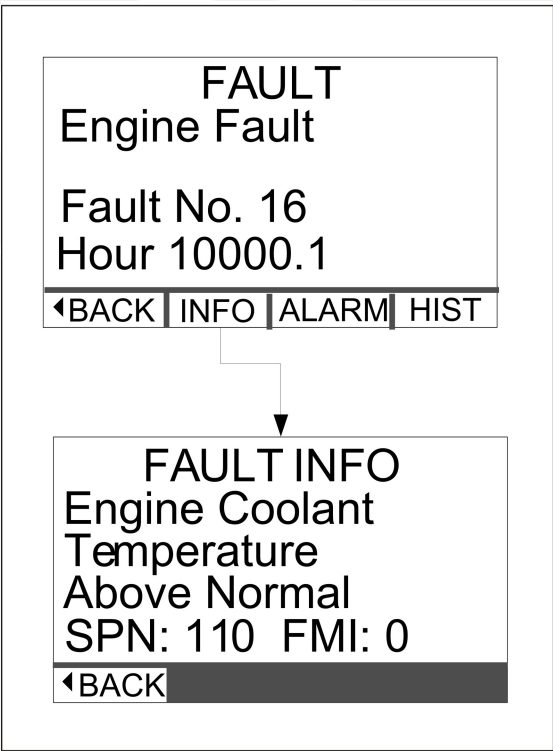 FAULT
Engine Fault
Fault No. 16
Hour 10000.1
BACK INFO ALARM HIST
FAULT INFO
Engine Coolant
Temperature
Above Normal
SPN: 110 FMI: 0
BACK